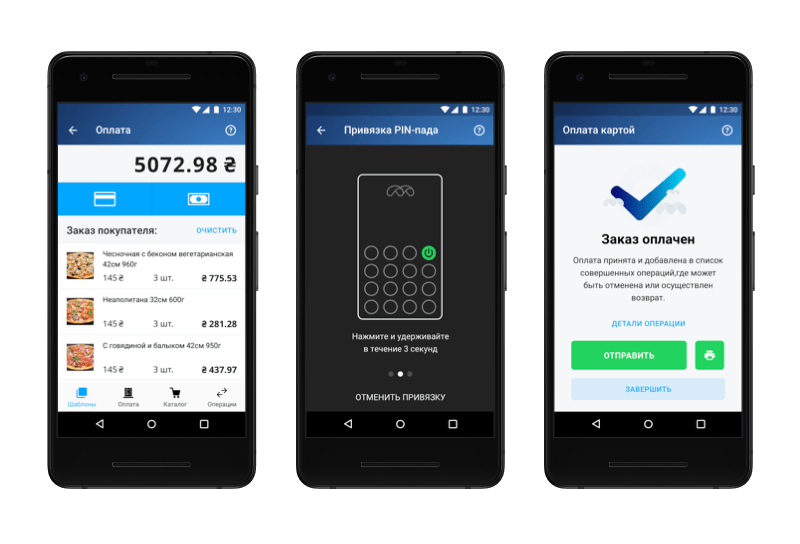 12:30
Оплата
5072.98 ₴
Заказ покупателя:
ОЧИСТИТЬ
Чесночная с беконом вегетарианская
42см 960г
145 ₴ 3 шт. ₴ 775.53
Неаполитана 32см 600г
145 ₴ 3 шт. ₴ 281.28
С говядиной и балыком 42см 950г
145 ₴ 3 шт. ₴ 437.97
Шаблоны Оплата Каталог Операции
12:30
Привязка PIN-пада
Нажмите и удерживайте
в течение 3 секунд
ОТМЕНИТЬ ПРИВЯЗКУ
12:30
Оплата картой
Заказ оплачен
Оплата принята и добавлена в список
совершенных операций,где может
быть отменена или осуществлен
возврат.
ДЕТАЛИ ОПЕРАЦИИ
ОТПРАВИТЬ
ЗАВЕРШИТЬ